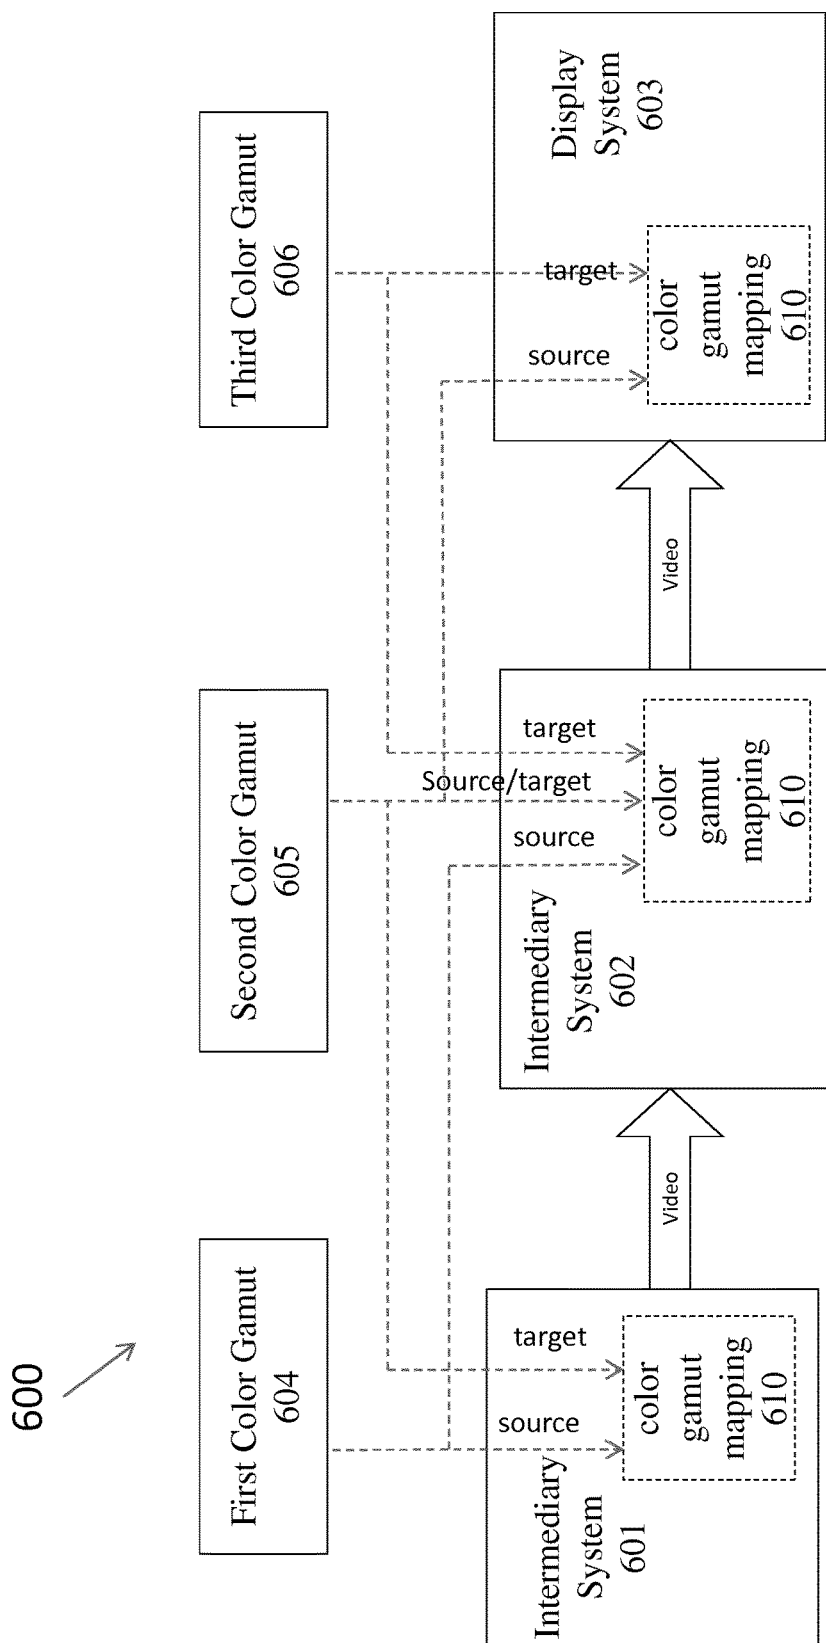 600
First Color Gamut
604
Second Color Gamut
605
Third Color Gamut
606
source
target
source
Source/target
target
source
target
Intermediary
System
601
color
gamut
mapping
610
Video
Intermediary
System
602
color
gamut
mapping
610
Video
Display
System
603
color
gamut
mapping
610